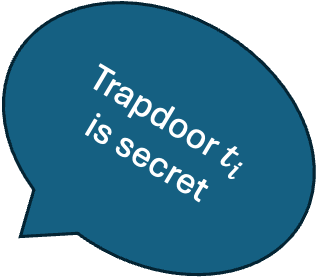 Trapdoor tᵢ
is secret